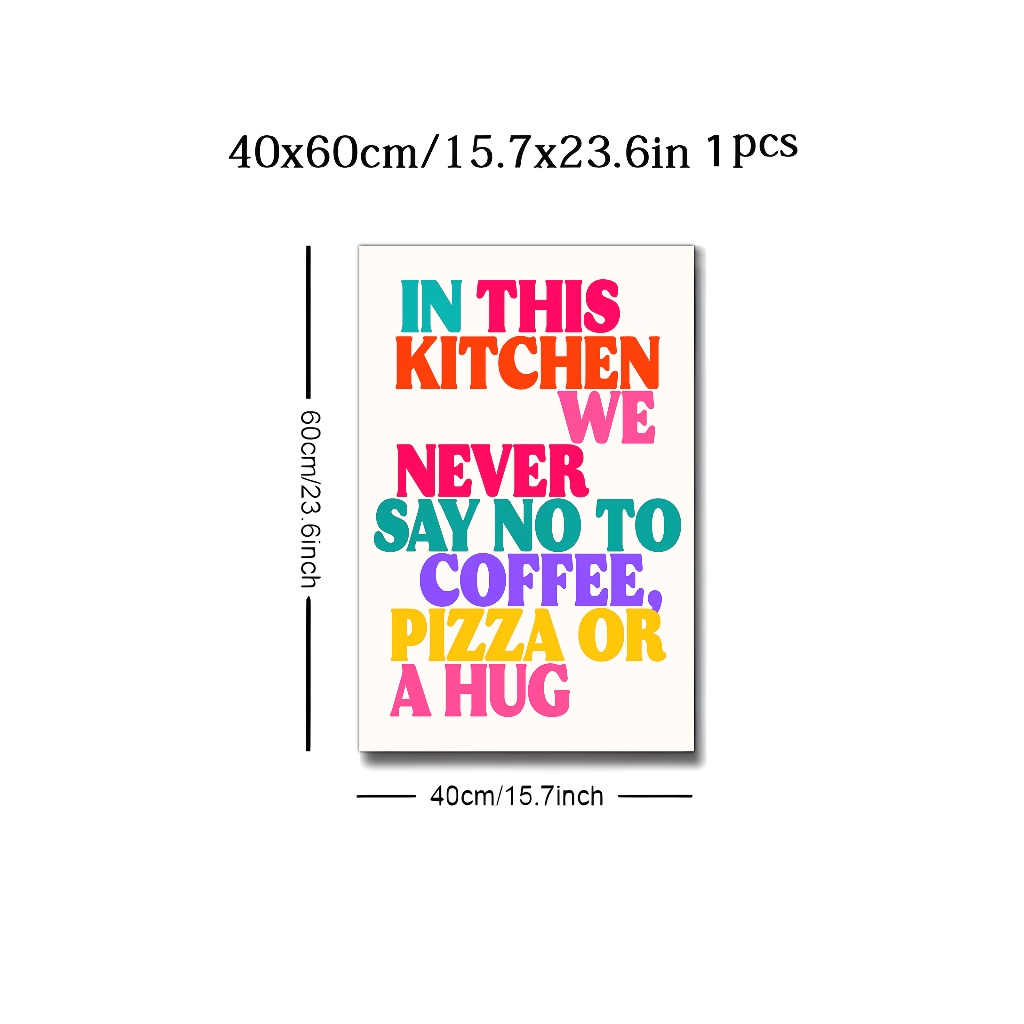 40x60cm/15.7x23.6in 1pcs
IN THIS
KITCHEN
WE
NEVER
SAY NO TO
COFFEE,
PIZZA OR
A HUG
60cm/23.6inch
40cm/15.7inch